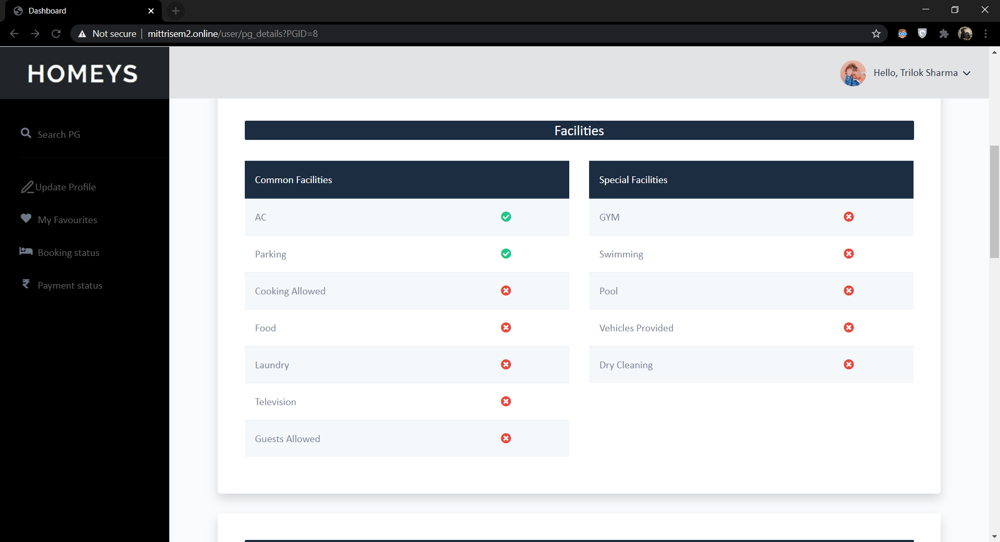 Dashboard
Not secure | mittrisem2.online/user/pg_details?PGID=8
HOMEYS
Hello, Trilok Sharma
Search PG
Update Profile
My Favourites
Booking status
₹ Payment status
Facilities
Common Facilities
AC
Parking
Cooking Allowed
Food
Laundry
Television
Guests Allowed
Special Facilities
GYM
Swimming
Pool
Vehicles Provided
Dry Cleaning